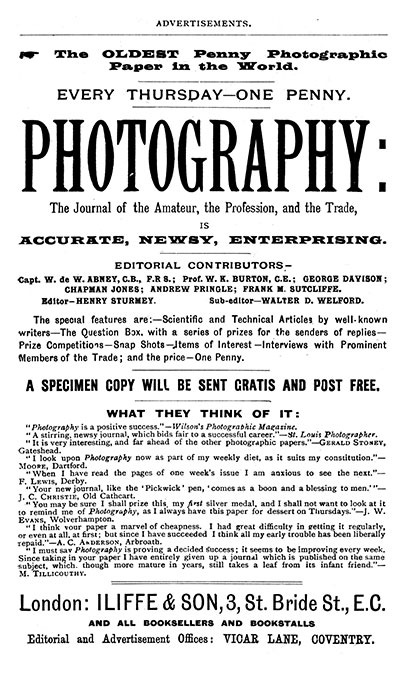 ADVERTISEMENTS.
☛ The OLDEST Penny Photographic
Paper in the World.
EVERY THURSDAY—ONE PENNY.
PHOTOGRAPHY:
The Journal of the Amateur, the Profession, and the Trade,
IS
ACCURATE, NEWSY, ENTERPRISING.
EDITORIAL CONTRIBUTORS—
Capt. W. de W. ABNEY, C.B., F.R S.; Prof. W. K. BURTON, C.E.; GEORGE DAVISON;
CHAPMAN JONES; ANDREW PRINGLE; FRANK M. SUTCLIFFE.
Editor—HENRY STURMEY. Sub-editor—WALTER D. WELFORD.
The special features are:—Scientific and Technical Articles by well-known
writers—The Question Box, with a series of prizes for the senders of replies—
Prize Competitions—Snap Shots—Items of Interest—Interviews with Prominent
Members of the Trade; and the price—One Penny.
A SPECIMEN COPY WILL BE SENT GRATIS AND POST FREE.
WHAT THEY THINK OF IT:
"Photography is a positive success."—Wilson's Photographic Magazine.
"A stirring, newsy journal, which bids fair to a successful career."—St. Louis Photographer.
"It is very interesting, and far ahead of the other photographic papers."—GERALD STONEY,
Gateshead.
"I look upon Photography now as part of my weekly diet, as it suits my constitution."—
MOORE, Dartford.
"When I have read the pages of one week's issue I am anxious to see the next."—
F. LEWIS, Derby.
"Your new journal, like the 'Pickwick' pen, 'comes as a boon and a blessing to men.'"—
J. C. CHRISTIE, Old Cathcart.
"You may be sure I shall prize this, my first silver medal, and I shall not want to look at it
to remind me of Photography, as I always have this paper for dessert on Thursdays."—J. W.
EVANS, Wolverhampton.
"I think your paper a marvel of cheapness. I had great difficulty in getting it regularly,
or even at all, at first; but since I have succeeded I think all my early trouble has been liberally
repaid."—A. C. ANDERSON, Arbroath.
"I must say Photography is proving a decided success; it seems to be improving every week.
Since taking in your paper I have entirely given up a journal which is published on the same
subject, which, though more mature in years, still takes a leaf from its infant friend."—
M. TILLICOUTHY.
London: ILIFFE & SON, 3, St. Bride St., E.C.
AND ALL BOOKSELLERS AND BOOKSTALLS
Editorial and Advertisement Offices: VICAR LANE, COVENTRY.